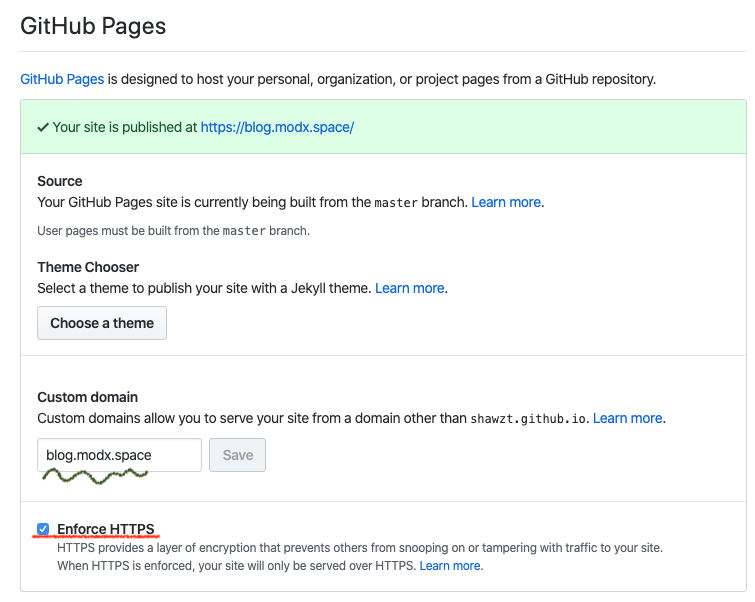 GitHub Pages
GitHub Pages is designed to host your personal, organization, or project pages from a GitHub repository.
Your site is published at https://blog.modx.space/
Source
Your GitHub Pages site is currently being built from the master branch. Learn more.
User pages must be built from the master branch.
Theme Chooser
Select a theme to publish your site with a Jekyll theme. Learn more.
Choose a theme
Custom domain
Custom domains allow you to serve your site from a domain other than shawzt.github.io. Learn more.
blog.modx.space Save
Enforce HTTPS
HTTPS provides a layer of encryption that prevents others from snooping on or tampering with traffic to your site.
When HTTPS is enforced, your site will only be served over HTTPS. Learn more.